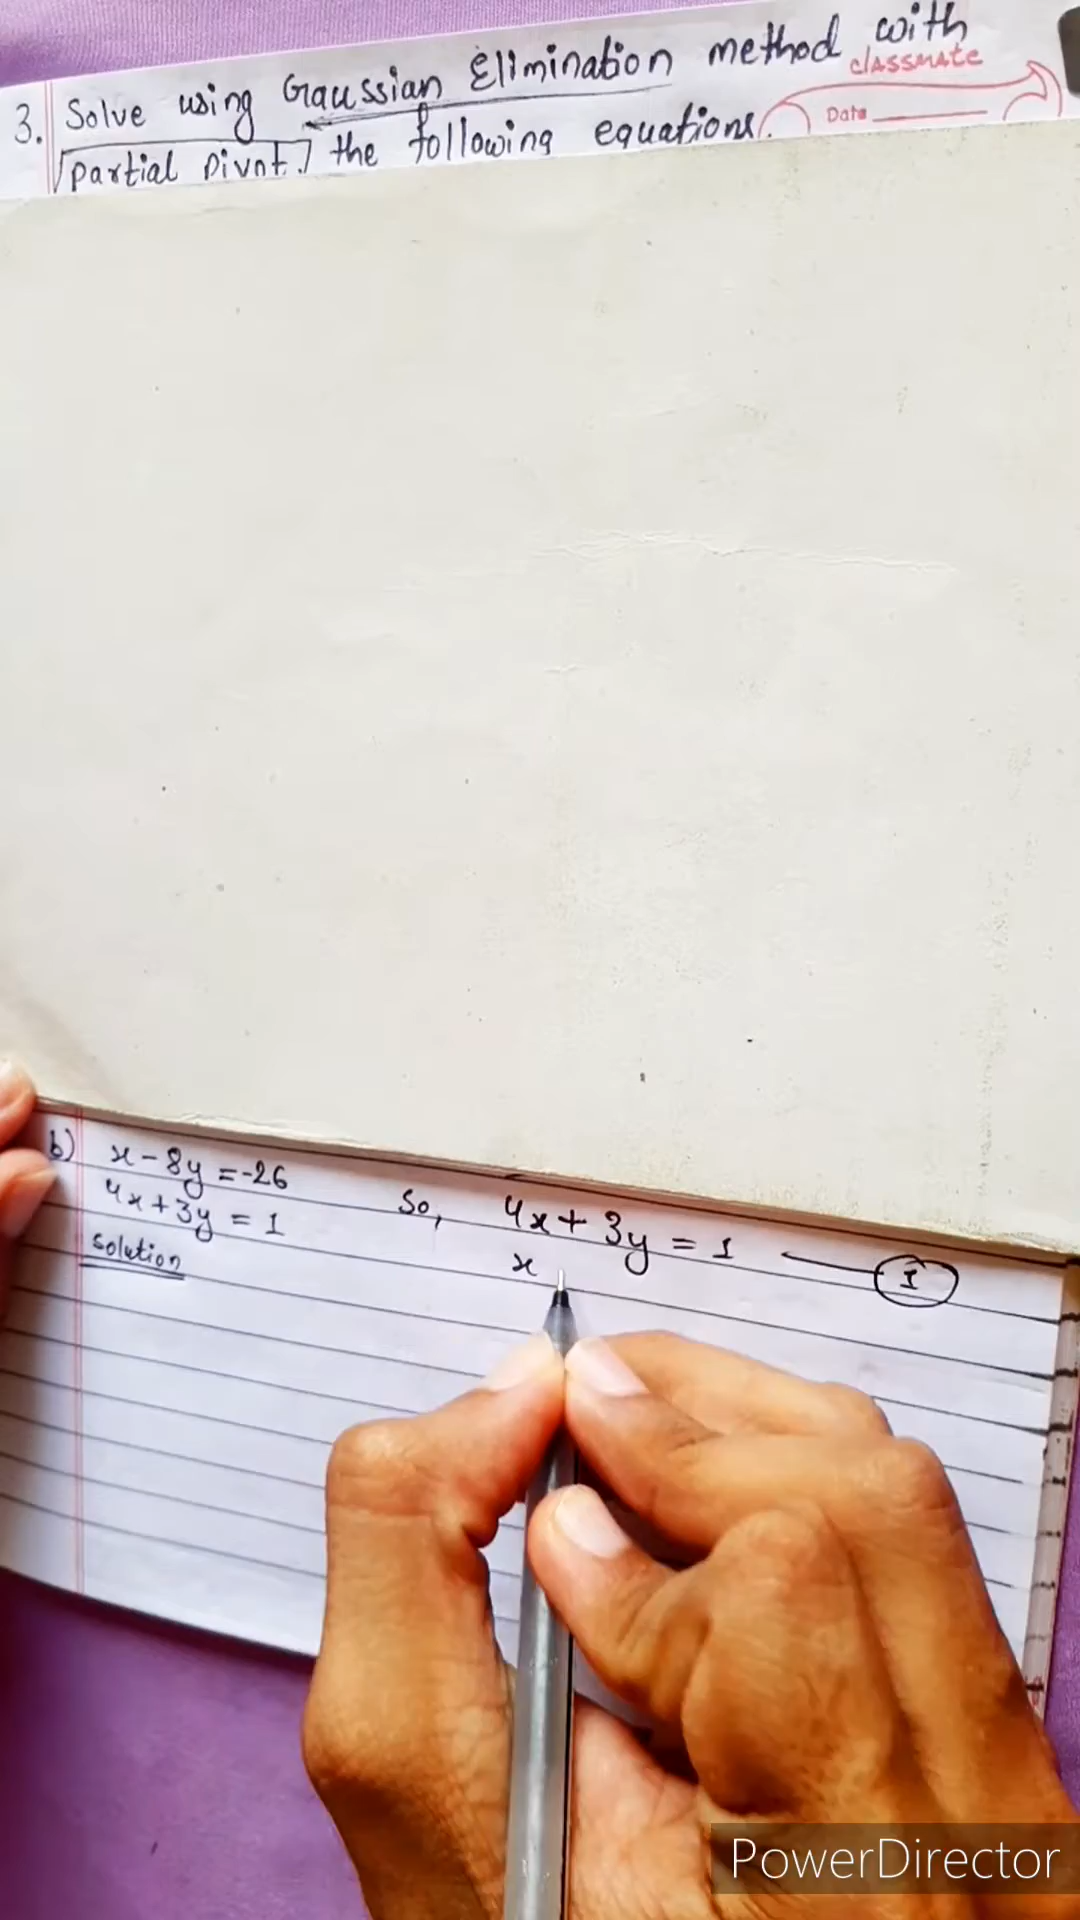 3. Solve using Gaussian Elimination method with
classmate
Date
partial pivot. the following equations.
b) x - 8y = -26
4x + 3y = 1
So, 4x + 3y = 1 I
solution
x
PowerDirector